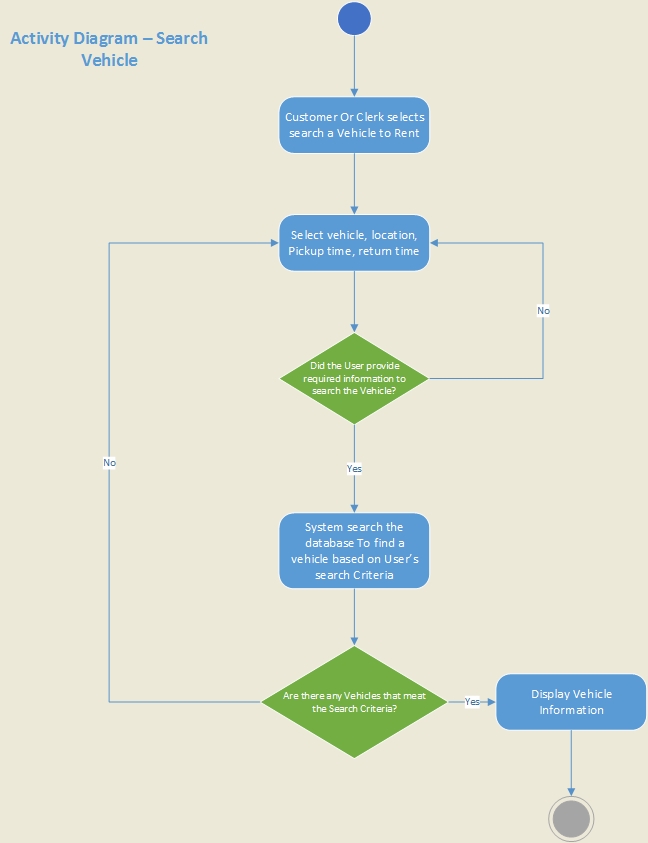 Activity Diagram – Search
Vehicle
Customer Or Clerk selects
search a Vehicle to Rent
Select vehicle, location,
Pickup time, return time
No
Did the User provide
required information to
search the Vehicle?
No
Yes
System search the
database To find a
vehicle based on User's
search Criteria
Are there any Vehicles that meat
the Search Criteria?
Yes
Display Vehicle
Information